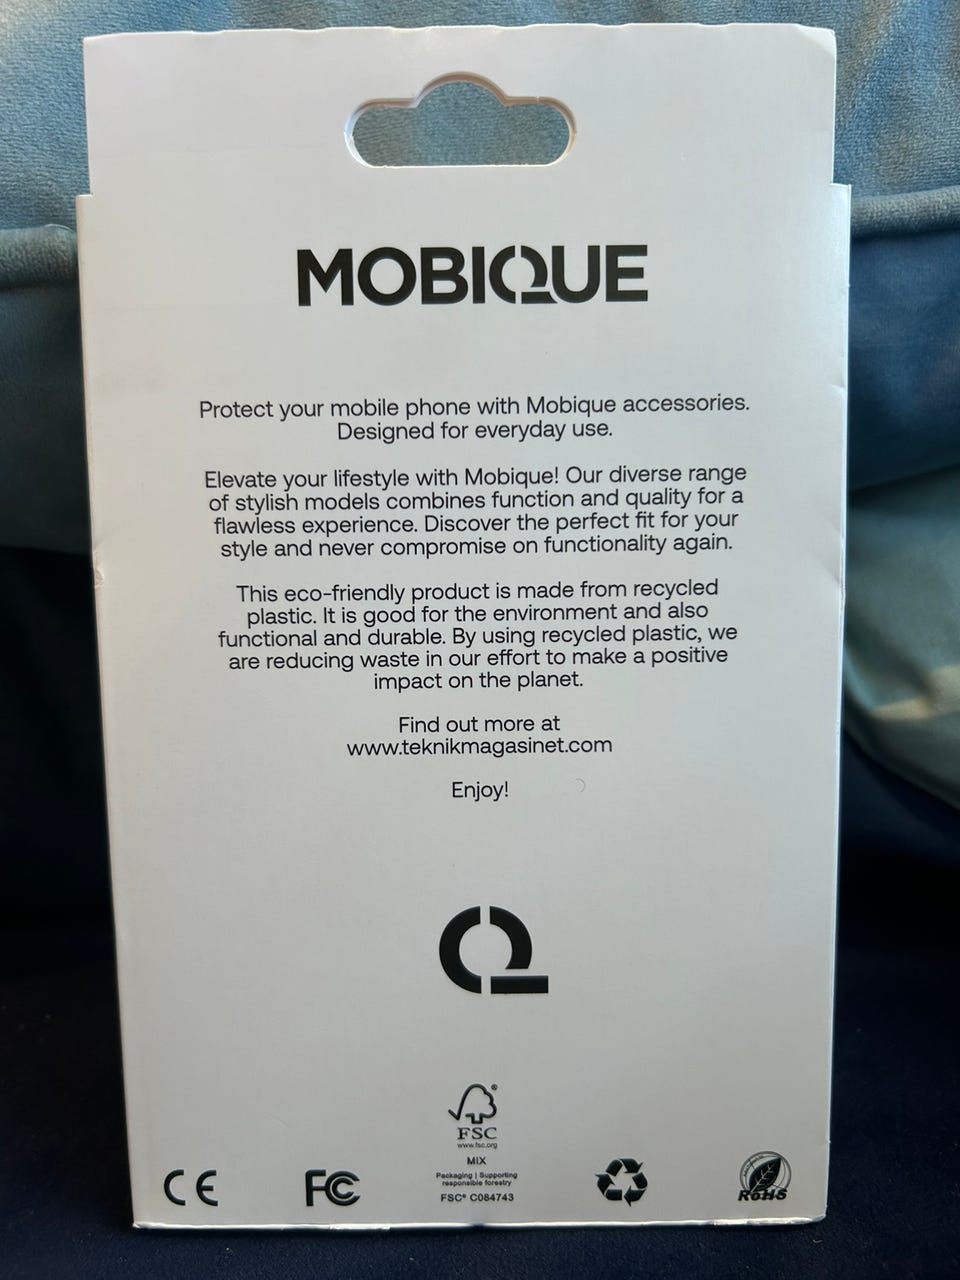 MOBIQUE
Protect your mobile phone with Mobique accessories.
Designed for everyday use.
Elevate your lifestyle with Mobique! Our diverse range
of stylish models combines function and quality for a
flawless experience. Discover the perfect fit for your
style and never compromise on functionality again.
This eco-friendly product is made from recycled
plastic. It is good for the environment and also
functional and durable. By using recycled plastic, we
are reducing waste in our effort to make a positive
impact on the planet.
Find out more at
www.teknikmagasinet.com
Enjoy!
Q
FSC®
www.fsc.org
MIX
Packaging | Supporting
responsible forestry
FSC® C084743
CE
FC
RoHS